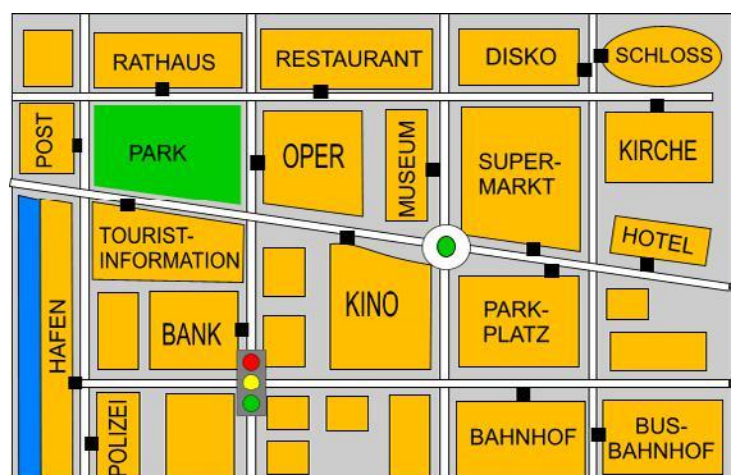 RATHAUS
RESTAURANT
DISKO
SCHLOSS
POST
PARK
OPER
MUSEUM
SUPER-
MARKT
KIRCHE
TOURIST-
INFORMATION
HOTEL
HAFEN
BANK
KINO
PARK-
PLATZ
POLIZEI
BAHNHOF
BUS-
BAHNHOF